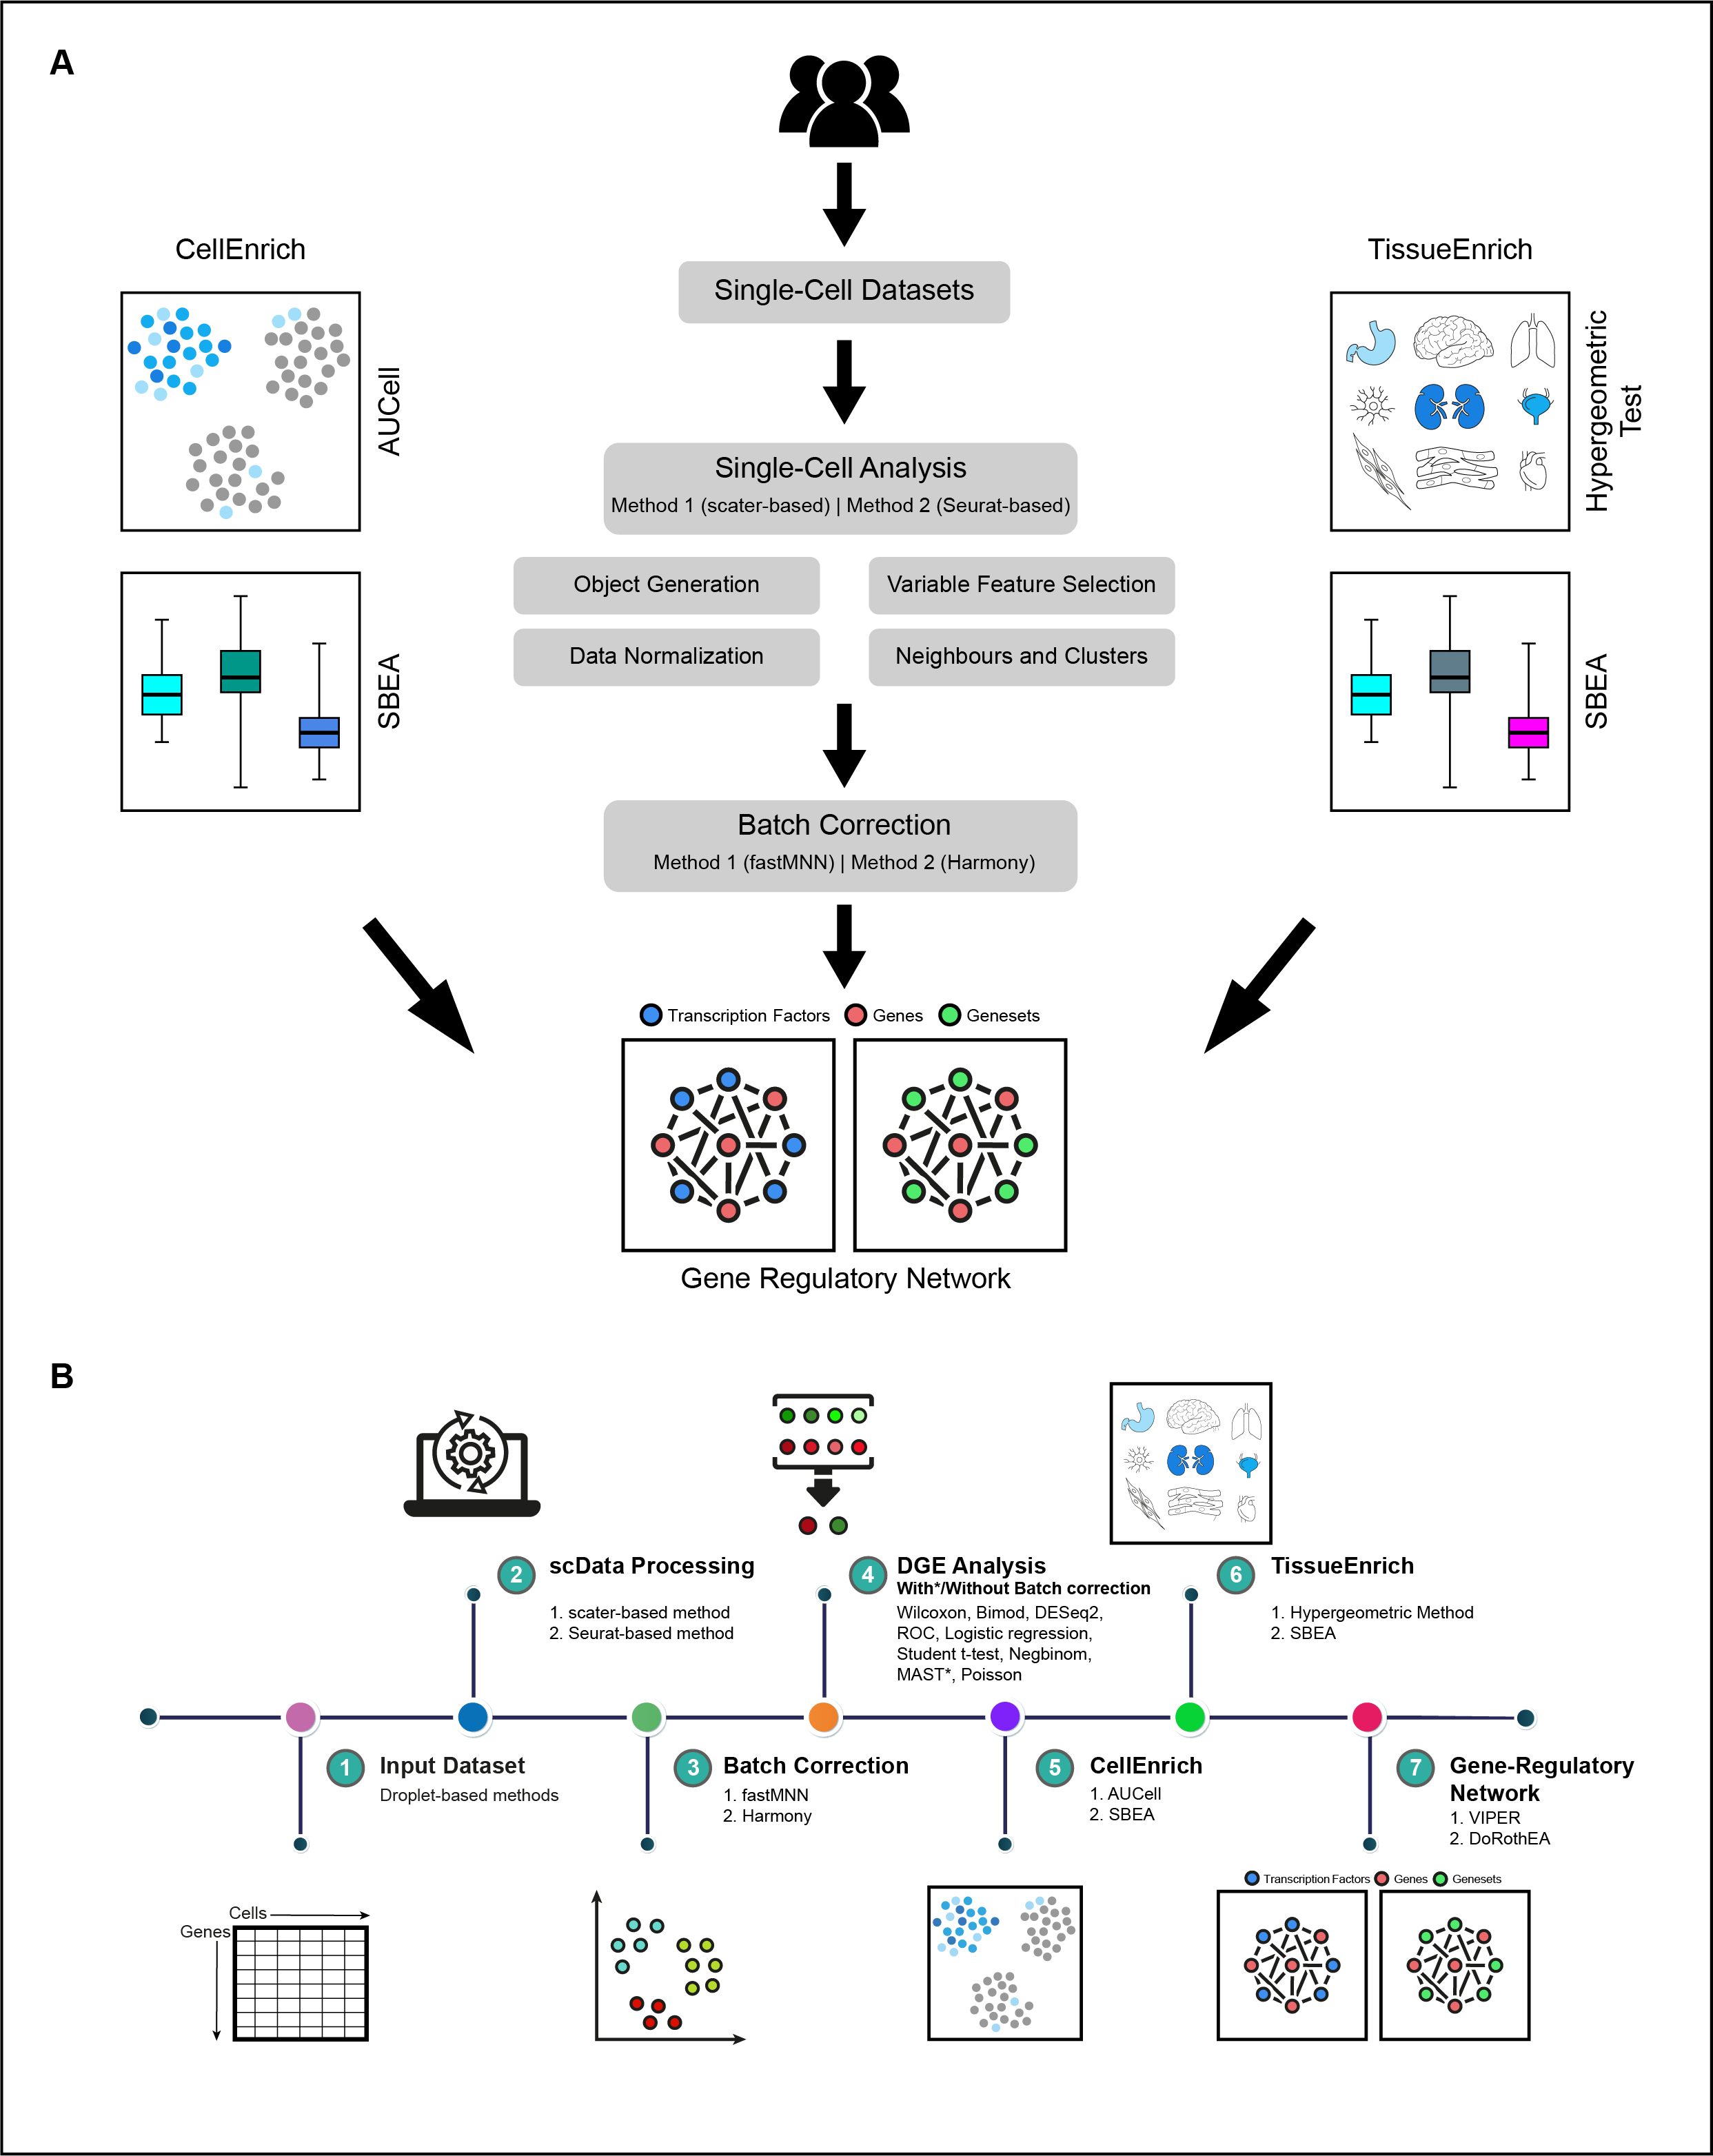 A
CellEnrich
AUCell
SBEA
Single-Cell Datasets
Single-Cell Analysis
Method 1 (scater-based) | Method 2 (Seurat-based)
Object Generation
Variable Feature Selection
Data Normalization
Neighbours and Clusters
Batch Correction
Method 1 (fastMNN) | Method 2 (Harmony)
TissueEnrich
Hypergeometric
Test
SBEA
Transcription Factors
Genes
Genesets
Gene Regulatory Network
B
2
scData Processing
1. scater-based method
2. Seurat-based method
4
DGE Analysis
With*/Without Batch correction
Wilcoxon, Bimod, DESeq2,
ROC, Logistic regression,
Student t-test, Negbinom,
MAST*, Poisson
6
TissueEnrich
1. Hypergeometric Method
2. SBEA
1
Input Dataset
Droplet-based methods
3
Batch Correction
1. fastMNN
2. Harmony
5
CellEnrich
1. AUCell
2. SBEA
7
Gene-Regulatory
Network
1. VIPER
2. DoRothEA
Cells
Genes
Transcription Factors
Genes
Genesets